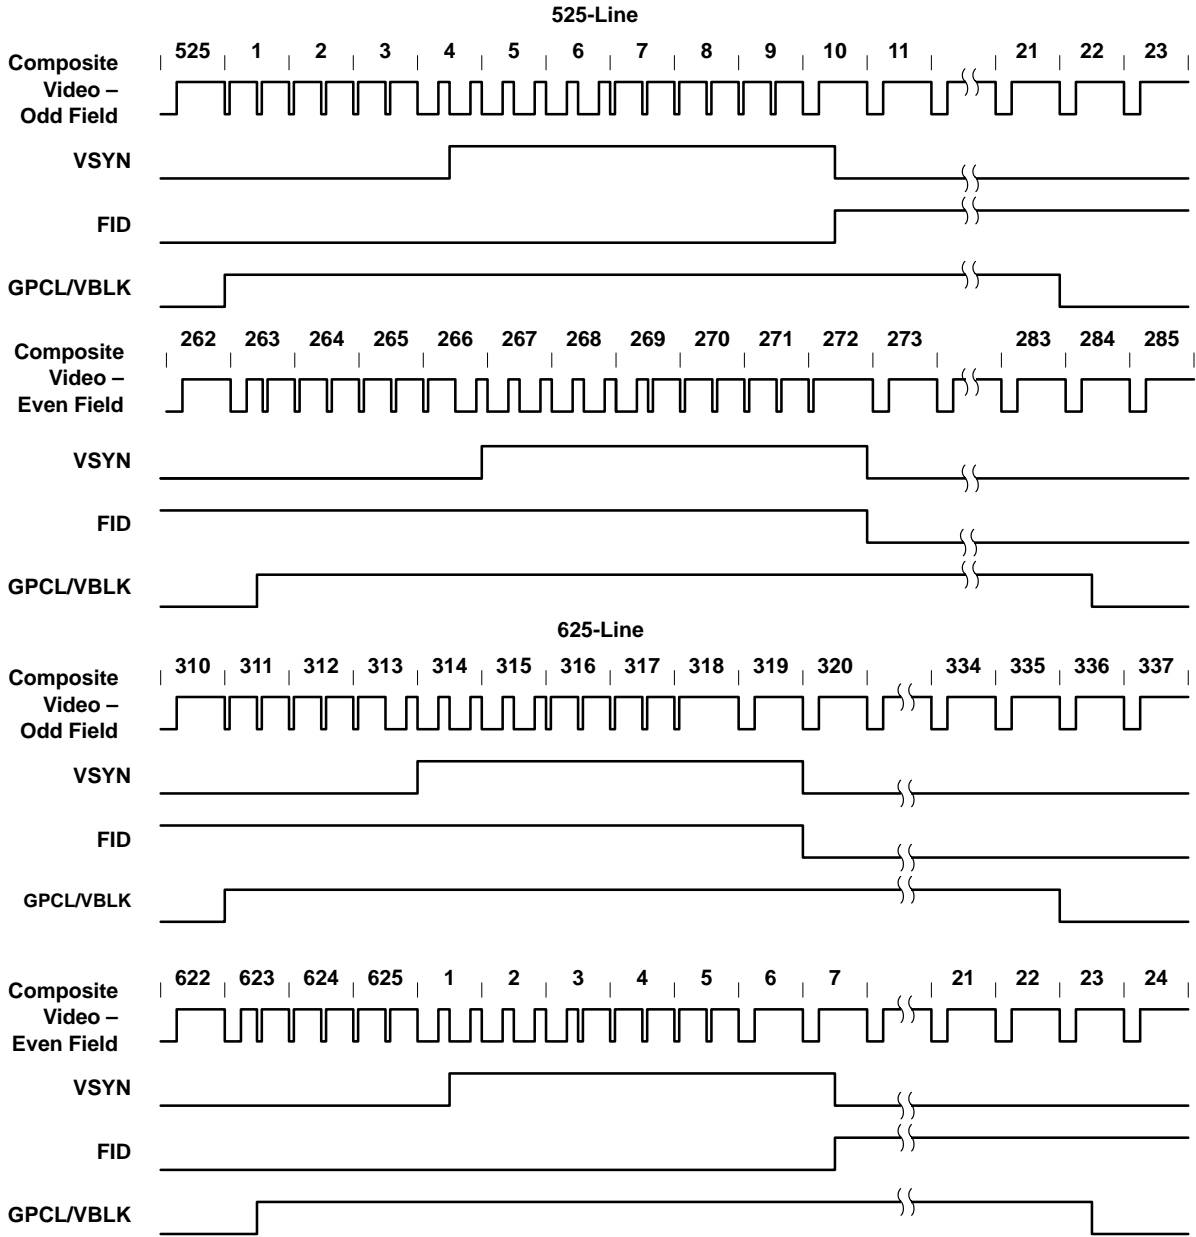 525-Line
525 1 2 3 4 5 6 7 8 9 10 11 21 22 23
Composite
Video –
Odd Field
VSYN
FID
GPCL/VBLK
262 263 264 265 266 267 268 269 270 271 272 273 283 284 285
Composite
Video –
Even Field
VSYN
FID
GPCL/VBLK
625-Line
310 311 312 313 314 315 316 317 318 319 320 334 335 336 337
Composite
Video –
Odd Field
VSYN
FID
GPCL/VBLK
622 623 624 625 1 2 3 4 5 6 7 21 22 23 24
Composite
Video –
Even Field
VSYN
FID
GPCL/VBLK